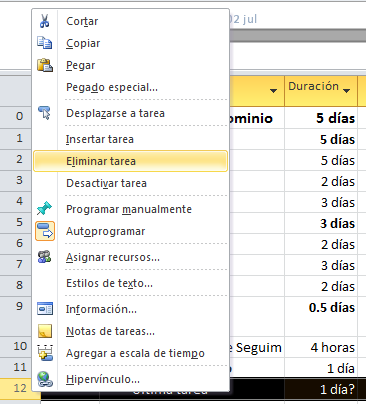 02 jul
Cortar
Copiar
Pegar
Pegado especial...
Desplazarse a tarea
Insertar tarea
Eliminar tarea
Desactivar tarea
Programar manualmente
Autoprogramar
Asignar recursos...
Estilos de texto...
Información...
Notas de tareas...
Agregar a escala de tiempo
Hipervínculo...
Duración
0 ominio 5 días
1 5 días
2 5 días
3 2 días
4 3 días
5 3 días
6 2 días
7 3 días
8 2 días
9 0.5 días
10 e Seguim 4 horas
11 o 1 día
12 Última tarea 1 día?